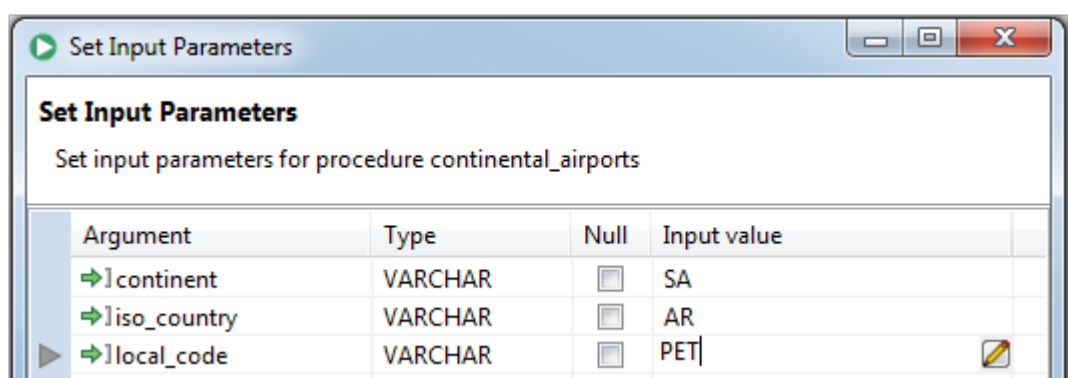 Set Input Parameters
Set Input Parameters
Set input parameters for procedure continental_airports
Argument Type Null Input value
continent VARCHAR SA
iso_country VARCHAR AR
local_code VARCHAR PET